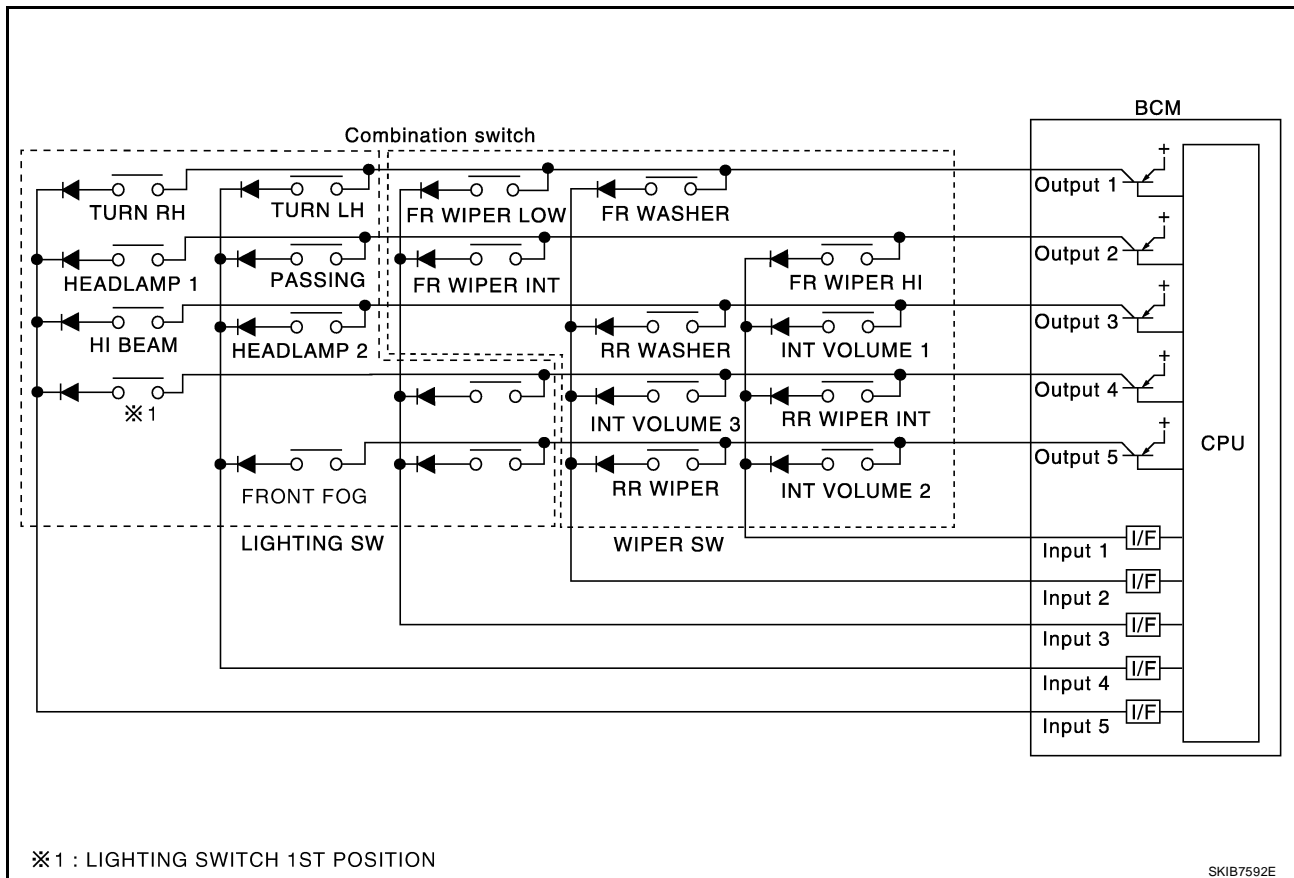 BCM
Combination switch
+
Output 1
TURN RH
TURN LH
FR WIPER LOW
FR WASHER
+
Output 2
HEADLAMP 1
PASSING
FR WIPER INT
FR WIPER HI
+
Output 3
HI BEAM
HEADLAMP 2
RR WASHER
INT VOLUME 1
+
Output 4
※1
INT VOLUME 3
RR WIPER INT
+
Output 5
CPU
FRONT FOG
RR WIPER
INT VOLUME 2
LIGHTING SW
WIPER SW
Input 1
I/F
Input 2
I/F
Input 3
I/F
Input 4
I/F
Input 5
I/F
※1 : LIGHTING SWITCH 1ST POSITION
SKIB7592E